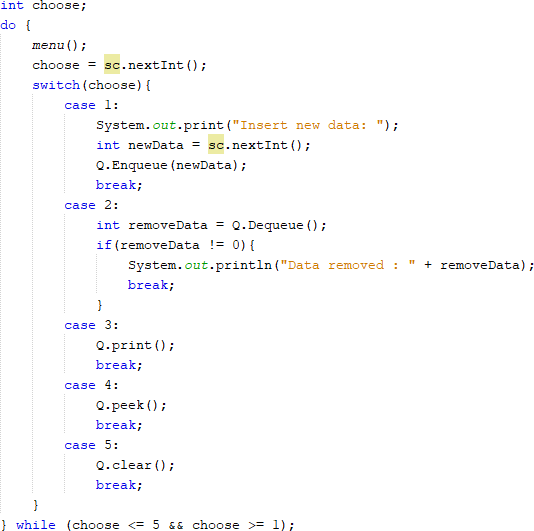 int choose;
do {
    menu();
    choose = sc.nextInt();
    switch(choose){
        case 1:
            System.out.print("Insert new data: ");
            int newData = sc.nextInt();
            Q.Enqueue(newData);
            break;
        case 2:
            int removeData = Q.Dequeue();
            if(removeData != 0){
                System.out.println("Data removed : " + removeData);
                break;
            }
        case 3:
            Q.print();
            break;
        case 4:
            Q.peek();
            break;
        case 5:
            Q.clear();
            break;
    }
} while (choose <= 5 && choose >= 1);